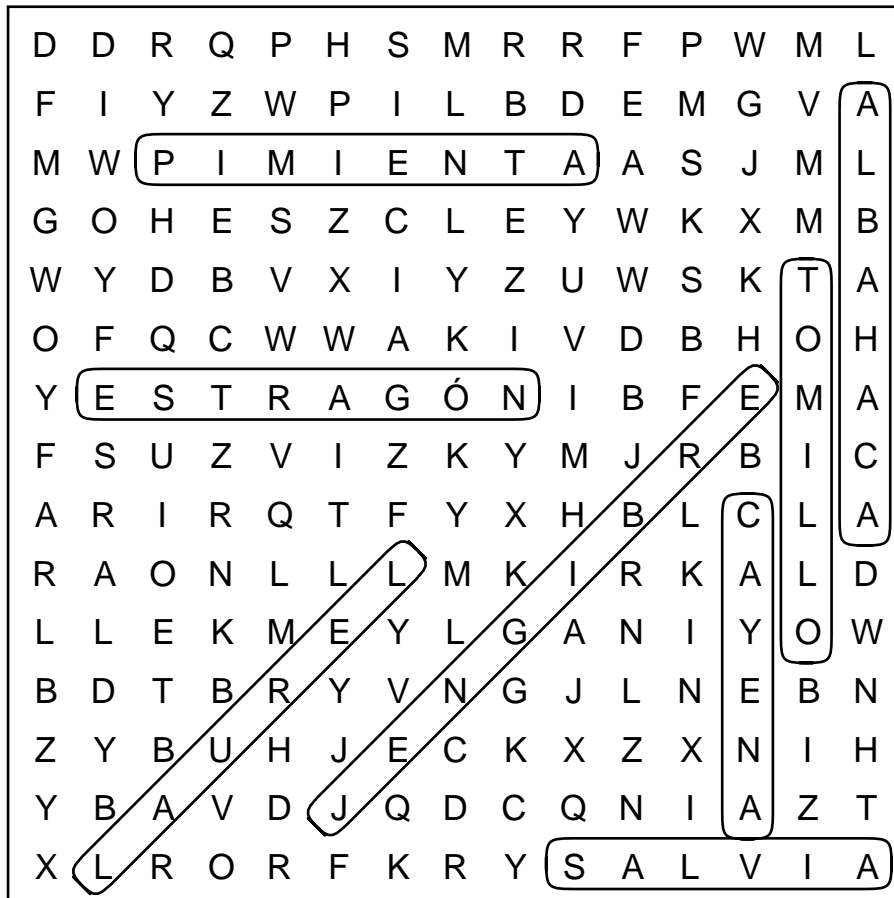 D D R Q P H S M R R F P W M L
F I Y Z W P I L B D E M G V A
M W P I M I E N T A A S J M L
G O H E S Z C L E Y W K X M B
W Y D B V X I Y Z U W S K T A
O F Q C W W A K I V D B H O H
Y E S T R A G Ó N I B F E M A
F S U Z V I Z K Y M J R B I C
A R I R Q T F Y X H B L C L A
R A O N L L L M K I R K A L D
L L E K M E Y L G A N I Y O W
B D T B R Y V N G J L N E B N
Z Y B U H J E C K X Z X N I H
Y B A V D J Q D C Q N I A Z T
X L R O R F K R Y S A L V I A